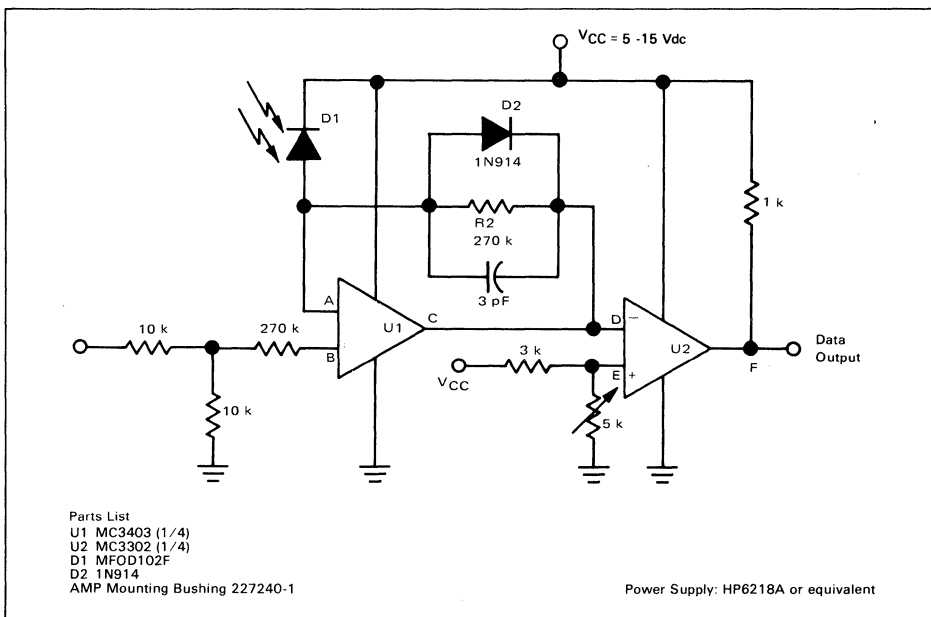 VCC = 5 -15 Vdc
D1
D2
1N914
1 k
R2
270 k
3 pF
A
U1
C
B
10 k
270 k
10 k
D
−
U2
E
+
F
Data
Output
3 k
VCC
5 k
Parts List
U1 MC3403 (1/4)
U2 MC3302 (1/4)
D1 MFOD102F
D2 1N914
AMP Mounting Bushing 227240-1
Power Supply: HP6218A or equivalent